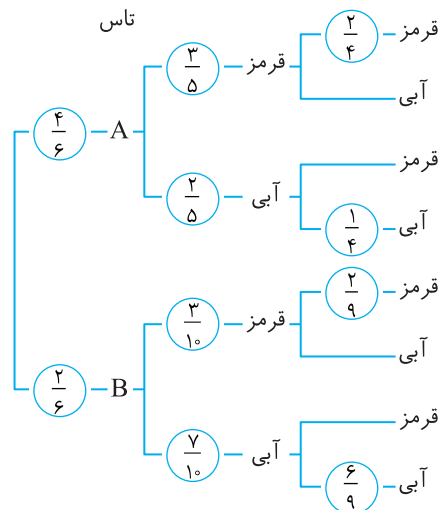 تاس
۴/۶ A
۳/۵ قرمز
۲/۴ قرمز
آبی
۲/۵ آبی
قرمز
۱/۴ آبی
۲/۶ B
۳/۱۰ قرمز
۲/۹ قرمز
آبی
۷/۱۰ آبی
قرمز
۶/۹ آبی